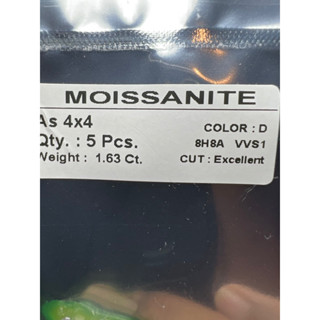 MOISSANITE
As 4x4
COLOR : D
Qty. : 5 Pcs.
8H8A VVS1
Weight : 1.63 Ct.
CUT : Excellent